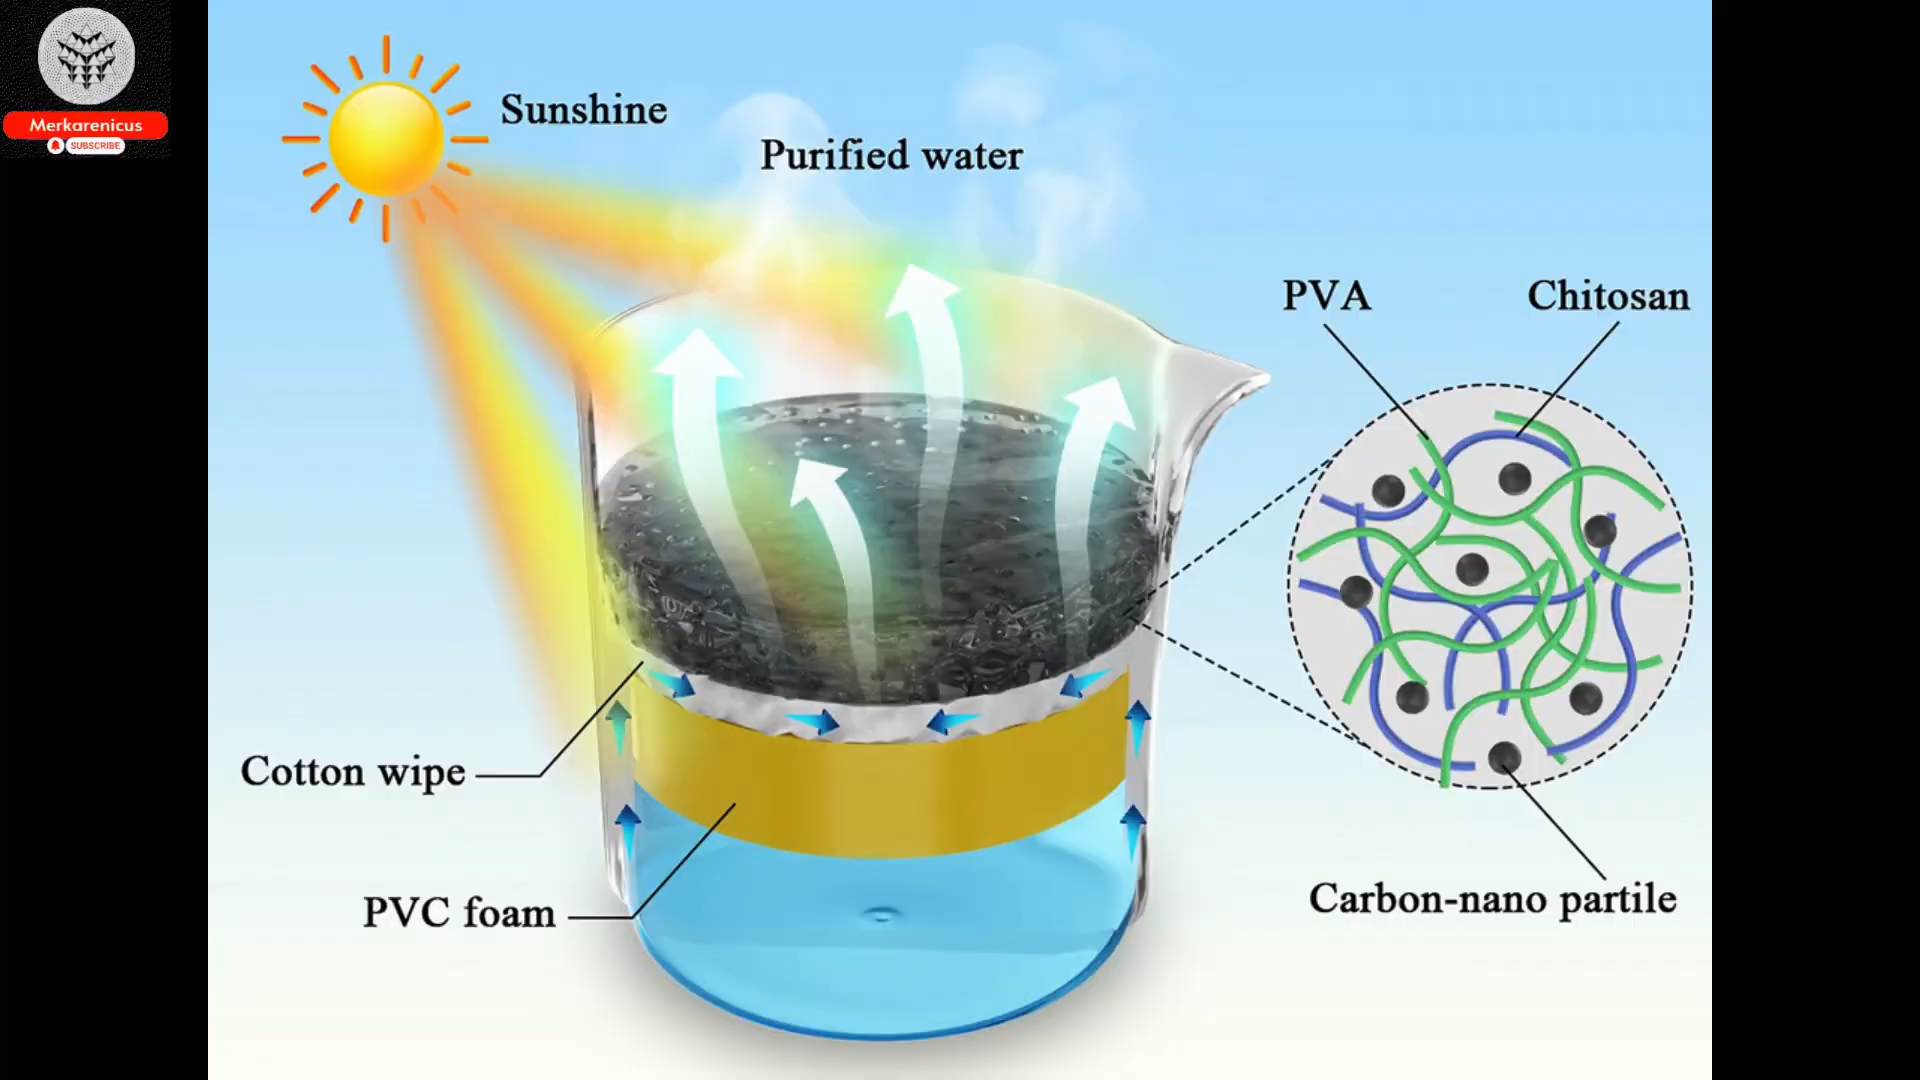 Merkarenicus
SUBSCRIBE
Sunshine
Purified water
PVA
Chitosan
Cotton wipe
PVC foam
Carbon-nano partile